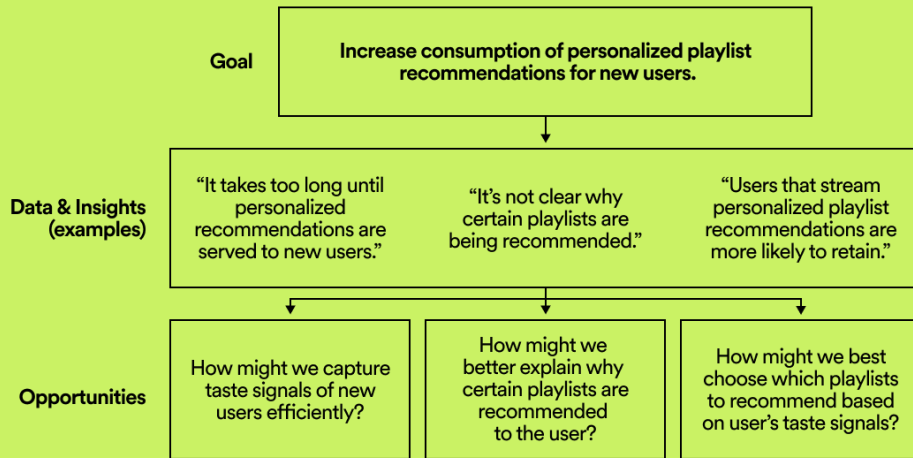 Goal
Increase consumption of personalized playlist
recommendations for new users.
Data & Insights
(examples)
“It takes too long until
personalized
recommendations are
served to new users.”
“It’s not clear why
certain playlists are
being recommended.”
“Users that stream
personalized playlist
recommendations are
more likely to retain.”
Opportunities
How might we capture
taste signals of new
users efficiently?
How might we
better explain why
certain playlists are
recommended
to the user?
How might we best
choose which playlists
to recommend based
on user’s taste signals?